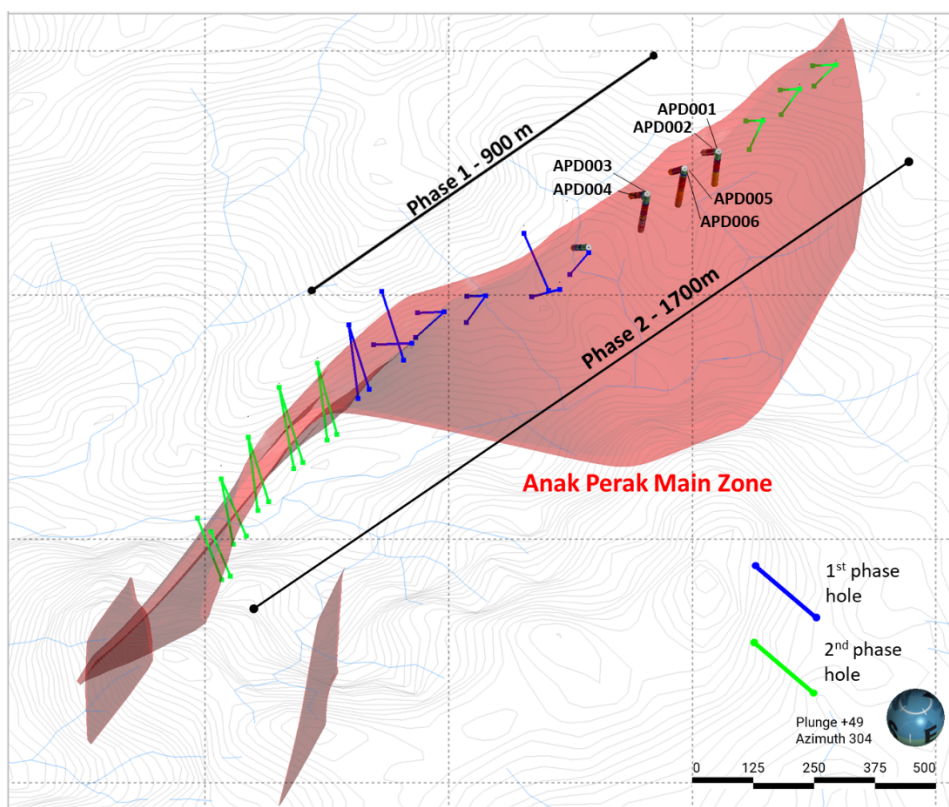 APD001
APD002
Phase 1 - 900 m
APD003
APD004
APD005
APD006
Phase 2 - 1700m
Anak Perak Main Zone
1st phase
hole
2nd phase
hole
Plunge +49
Azimuth 304
E
0 125 250 375 500